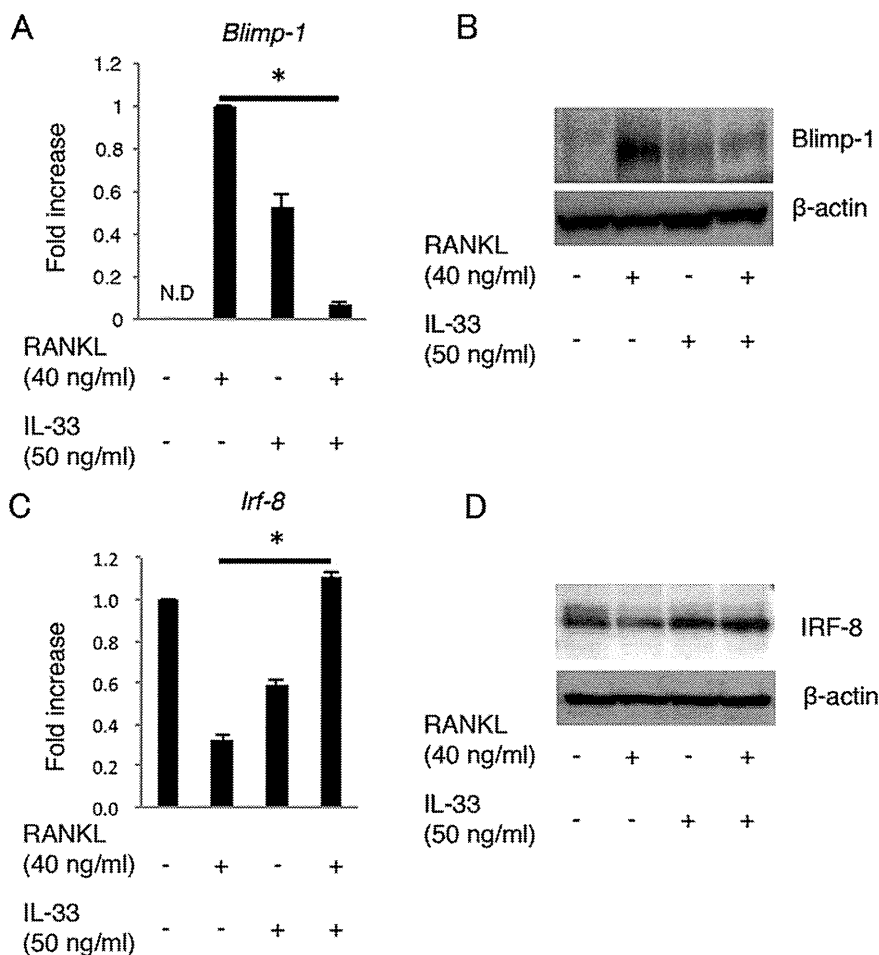 A
Blimp-1
*
1.2
1
0.8
0.6
0.4
0.2
0
Fold increase
N.D
RANKL
(40 ng/ml) - + - +
IL-33
(50 ng/ml) - - + +
B
Blimp-1
β-actin
RANKL
(40 ng/ml) - + - +
IL-33
(50 ng/ml) - - + +
C
Irf-8
*
1.2
1.0
0.8
0.6
0.4
0.2
0.0
Fold increase
RANKL
(40 ng/ml) - + - +
IL-33
(50 ng/ml) - - + +
D
IRF-8
β-actin
RANKL
(40 ng/ml) - + - +
IL-33
(50 ng/ml) - - + +